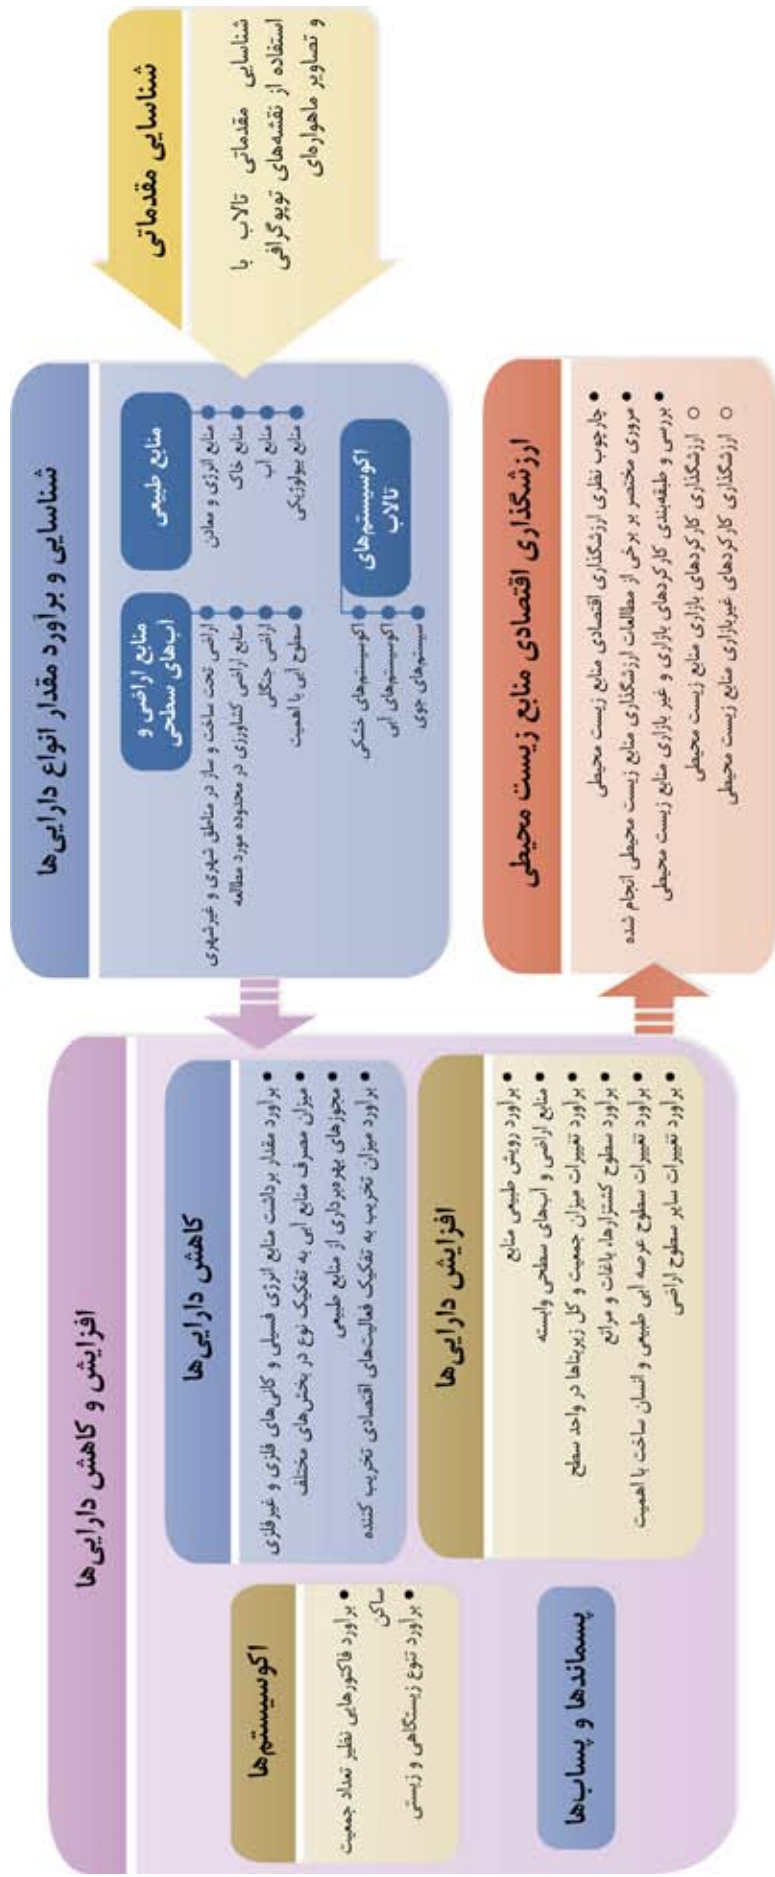 شناسایی مقدماتی
شناسایی مقدماتی تالاب با
استفاده از نقشه‌های توپوگرافی
و تصاویر ماهواره‌ای
شناسایی و برآورد مقدار انواع دارایی‌ها
منابع طبیعی
منابع انرژی و معادن
منابع خاک
منابع آب
منابع بیولوژیکی
منابع اراضی و
آب‌های سطحی
اراضی تحت ساخت و ساز در مناطق شهری و غیرشهری
منابع اراضی کشاورزی در محدوده مورد مطالعه
اراضی جنگلی
سطوح آبی با اهمیت
اکوسیستم‌های
تالاب
اکوسیستم‌های خشکی
اکوسیستم‌های آبی
سیستم‌های جوی
افزایش و کاهش دارایی‌ها
کاهش دارایی‌ها
• برآورد مقدار برداشت منابع انرژی فسیلی و کانی‌های فلزی و غیرفلزی
• میزان مصرف منابع آبی به تفکیک نوع در بخش‌های مختلف
• مجوزهای بهره‌برداری از منابع طبیعی
• برآورد میزان تخریب به تفکیک فعالیت‌های اقتصادی تخریب کننده
اکوسیستم‌ها
• برآورد فاکتورهایی نظیر تعداد جمعیت
ساکن
• برآورد تنوع زیستگاهی و زیستی
افزایش دارایی‌ها
• برآورد رویش طبیعی منابع
• منابع اراضی و آب‌های سطحی وابسته
• برآورد تغییرات میزان جمعیت و کل زیربناها در واحد سطح
• برآورد سطوح کشتزارها، باغات و مراتع
• برآورد تغییرات سطوح عرصه آبی طبیعی و انسان ساخت با اهمیت
• برآورد تغییرات سایر سطوح اراضی
پسماندها و پساب‌ها
ارزشگذاری اقتصادی منابع زیست محیطی
• چارچوب نظری ارزشگذاری اقتصادی منابع زیست محیطی
• مروری مختصر بر برخی از مطالعات ارزشگذاری منابع زیست محیطی انجام شده
• بررسی و طبقه‌بندی کارکردهای بازاری و غیر بازاری منابع زیست محیطی
○ ارزشگذاری کارکردهای بازاری منابع زیست محیطی
○ ارزشگذاری کارکردهای غیربازاری منابع زیست محیطی